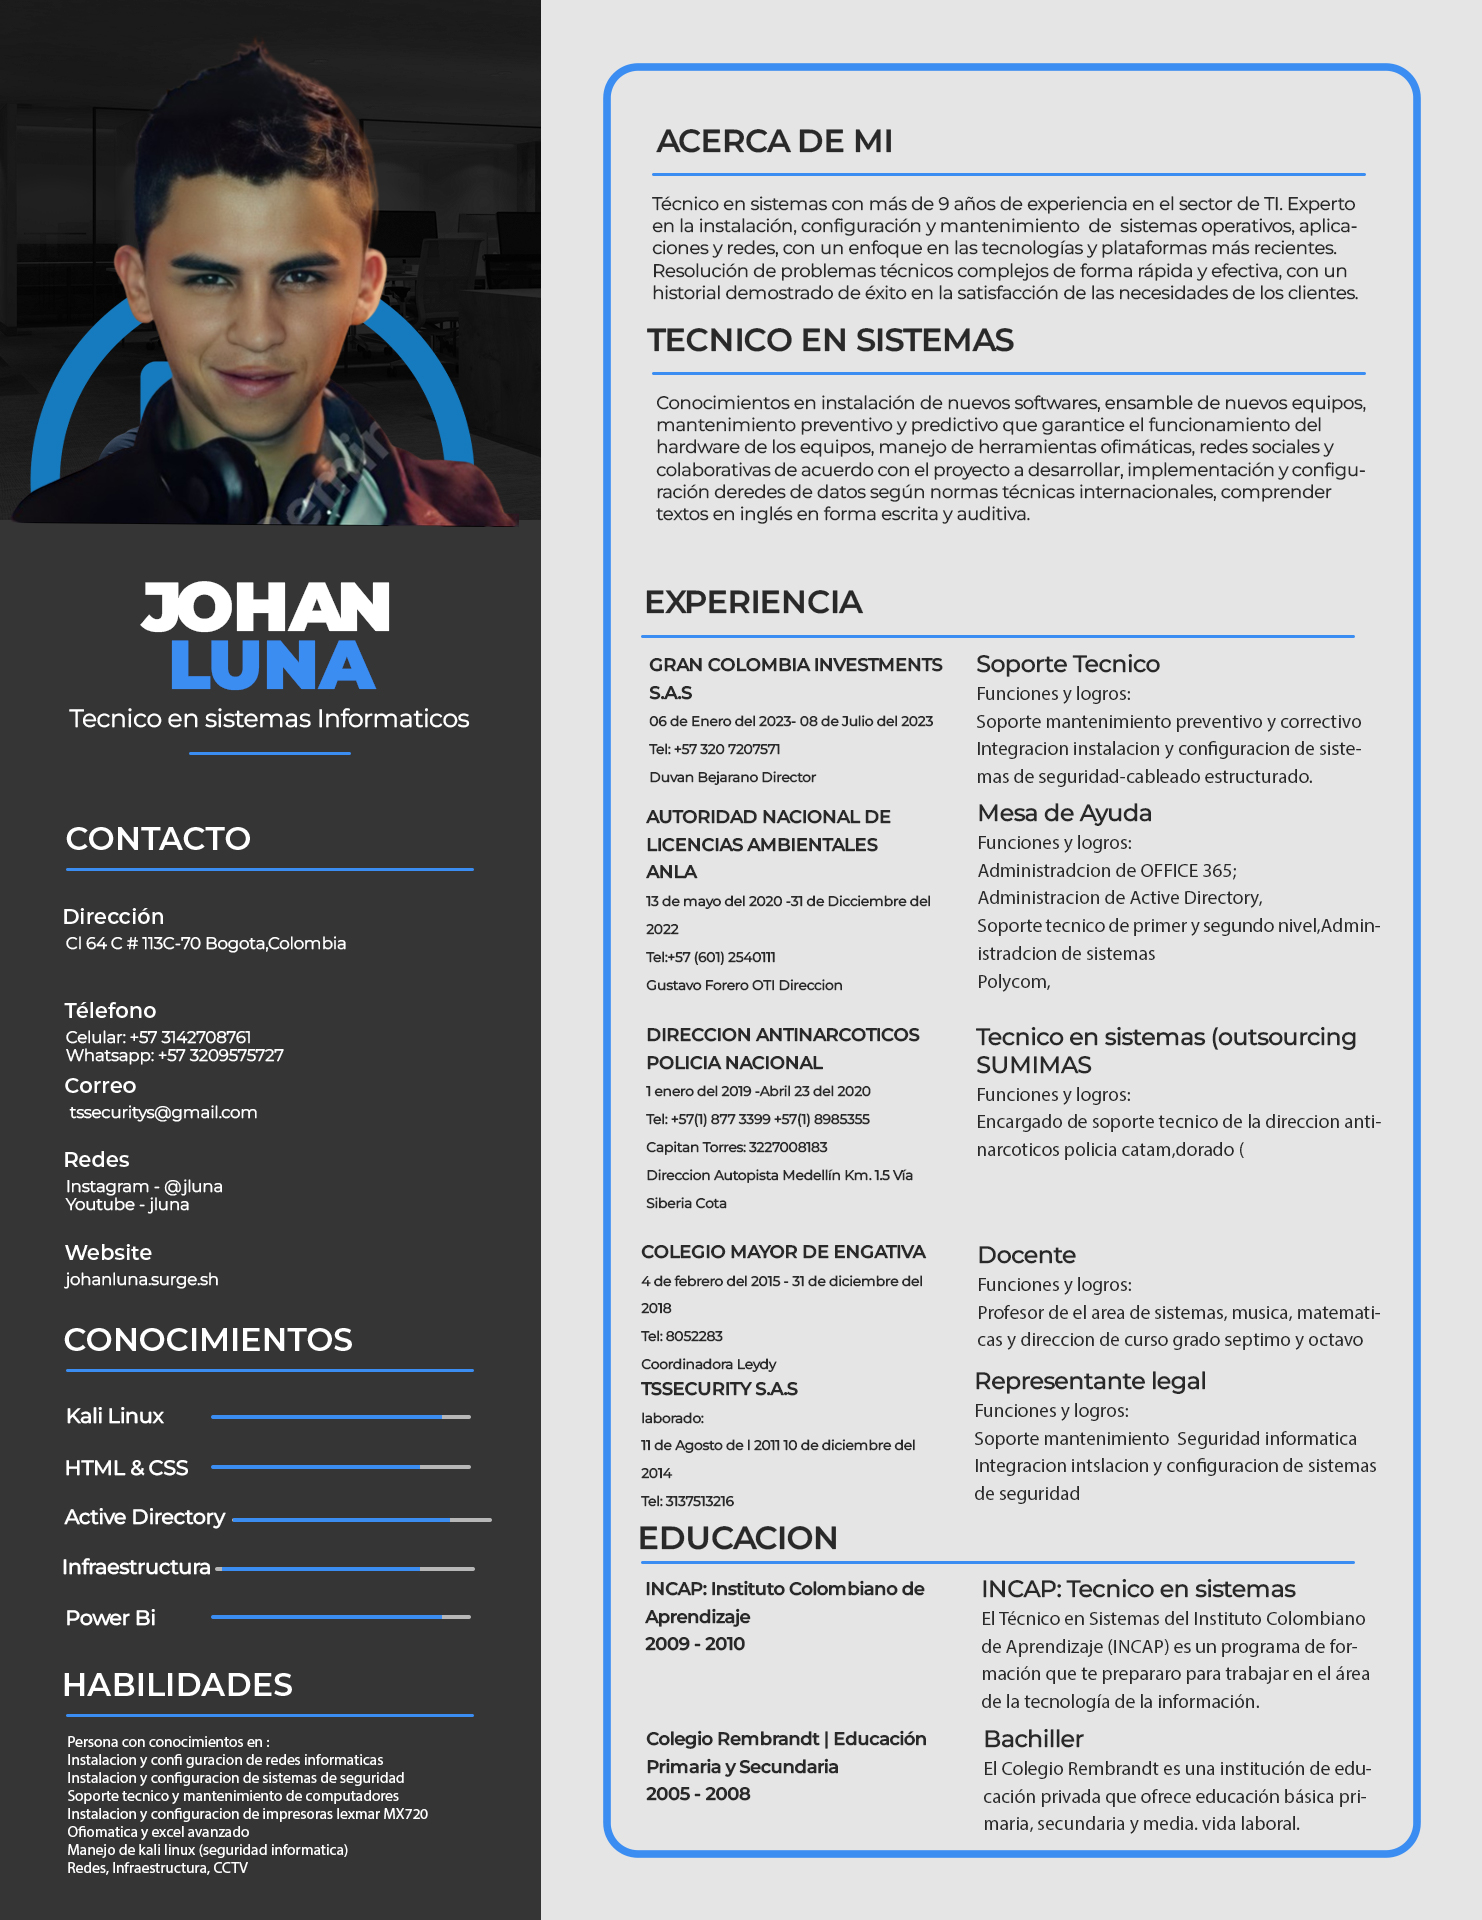 JOHAN
LUNA
Tecnico en sistemas Informaticos
CONTACTO
Dirección
Cl 64 C # 113C-70 Bogota,Colombia
Télefono
Celular: +57 3142708761
Whatsapp: +57 3209575727
Correo
tssecuritys@gmail.com
Redes
Instagram - @jluna
Youtube - jluna
Website
johanluna.surge.sh
CONOCIMIENTOS
Kali Linux
HTML & CSS
Active Directory
Infraestructura
Power Bi
HABILIDADES
Persona con conocimientos en :
Instalacion y confi guracion de redes informaticas
Instalacion y configuracion de sistemas de seguridad
Soporte tecnico y mantenimiento de computadores
Instalacion y configuracion de impresoras lexmar MX720
Ofiomatica y excel avanzado
Manejo de kali linux (seguridad informatica)
Redes, Infraestructura, CCTV
ACERCA DE MI
Técnico en sistemas con más de 9 años de experiencia en el sector de TI. Experto
en la instalación, configuración y mantenimiento de sistemas operativos, aplica-
ciones y redes, con un enfoque en las tecnologías y plataformas más recientes.
Resolución de problemas técnicos complejos de forma rápida y efectiva, con un
historial demostrado de éxito en la satisfacción de las necesidades de los clientes.
TECNICO EN SISTEMAS
Conocimientos en instalación de nuevos softwares, ensamble de nuevos equipos,
mantenimiento preventivo y predictivo que garantice el funcionamiento del
hardware de los equipos, manejo de herramientas ofimáticas, redes sociales y
colaborativas de acuerdo con el proyecto a desarrollar, implementación y configu-
ración deredes de datos según normas técnicas internacionales, comprender
textos en inglés en forma escrita y auditiva.
EXPERIENCIA
GRAN COLOMBIA INVESTMENTS
S.A.S
06 de Enero del 2023- 08 de Julio del 2023
Tel: +57 320 7207571
Duvan Bejarano Director
Soporte Tecnico
Funciones y logros:
Soporte mantenimiento preventivo y correctivo
Integracion instalacion y configuracion de siste-
mas de seguridad-cableado estructurado.
AUTORIDAD NACIONAL DE
LICENCIAS AMBIENTALES
ANLA
13 de mayo del 2020 -31 de Dicciembre del
2022
Tel:+57 (601) 2540111
Gustavo Forero OTI Direccion
Mesa de Ayuda
Funciones y logros:
Administradcion de OFFICE 365;
Administracion de Active Directory,
Soporte tecnico de primer y segundo nivel,Admin-
istradcion de sistemas
Polycom,
DIRECCION ANTINARCOTICOS
POLICIA NACIONAL
1 enero del 2019 -Abril 23 del 2020
Tel: +57(1) 877 3399 +57(1) 8985355
Capitan Torres: 3227008183
Direccion Autopista Medellín Km. 1.5 Vía
Siberia Cota
Tecnico en sistemas (outsourcing
SUMIMAS
Funciones y logros:
Encargado de soporte tecnico de la direccion anti-
narcoticos policia catam,dorado (
COLEGIO MAYOR DE ENGATIVA
4 de febrero del 2015 - 31 de diciembre del
2018
Tel: 8052283
Coordinadora Leydy
Docente
Funciones y logros:
Profesor de el area de sistemas, musica, matemati-
cas y direccion de curso grado septimo y octavo
TSSECURITY S.A.S
laborado:
11 de Agosto de l 2011 10 de diciembre del
2014
Tel: 3137513216
Representante legal
Funciones y logros:
Soporte mantenimiento Seguridad informatica
Integracion intslacion y configuracion de sistemas
de seguridad
EDUCACION
INCAP: Instituto Colombiano de
Aprendizaje
2009 - 2010
INCAP: Tecnico en sistemas
El Técnico en Sistemas del Instituto Colombiano
de Aprendizaje (INCAP) es un programa de for-
mación que te prepararo para trabajar en el área
de la tecnología de la información.
Colegio Rembrandt | Educación
Primaria y Secundaria
2005 - 2008
Bachiller
El Colegio Rembrandt es una institución de edu-
cación privada que ofrece educación básica pri-
maria, secundaria y media. vida laboral.